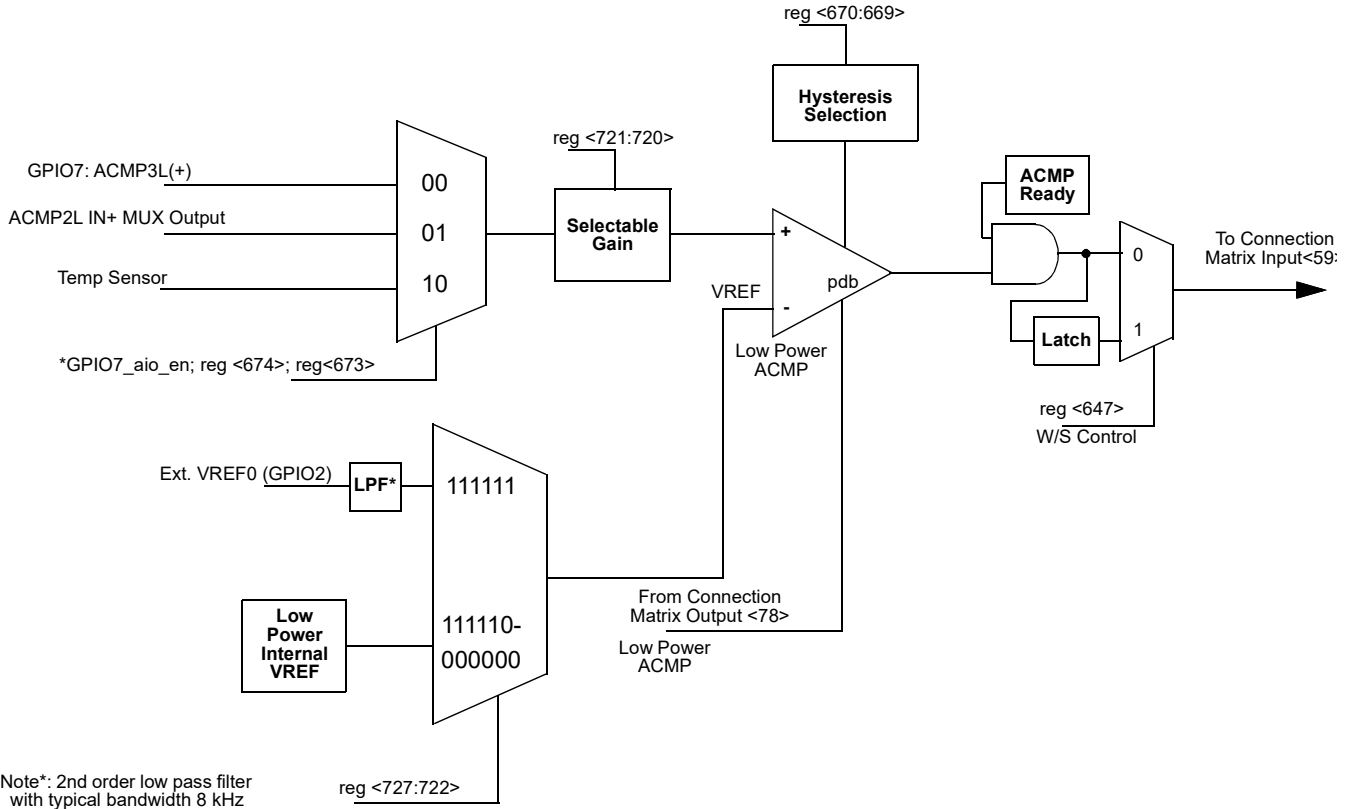 reg <670:669>
Hysteresis
Selection
reg <721:720>
GPIO7: ACMP3L(+)
ACMP2L IN+ MUX Output
Temp Sensor
00
01
10
Selectable
Gain
*GPIO7_aio_en; reg <674>; reg<673>
+
-
pdb
VREF
Low Power
ACMP
ACMP
Ready
0
1
Latch
To Connection
Matrix Input<59>
reg <647>
W/S Control
Ext. VREF0 (GPIO2)
LPF*
111111
Low
Power
Internal
VREF
111110-
000000
From Connection
Matrix Output <78>
Low Power
ACMP
reg <727:722>
Note*: 2nd order low pass filter
with typical bandwidth 8 kHz